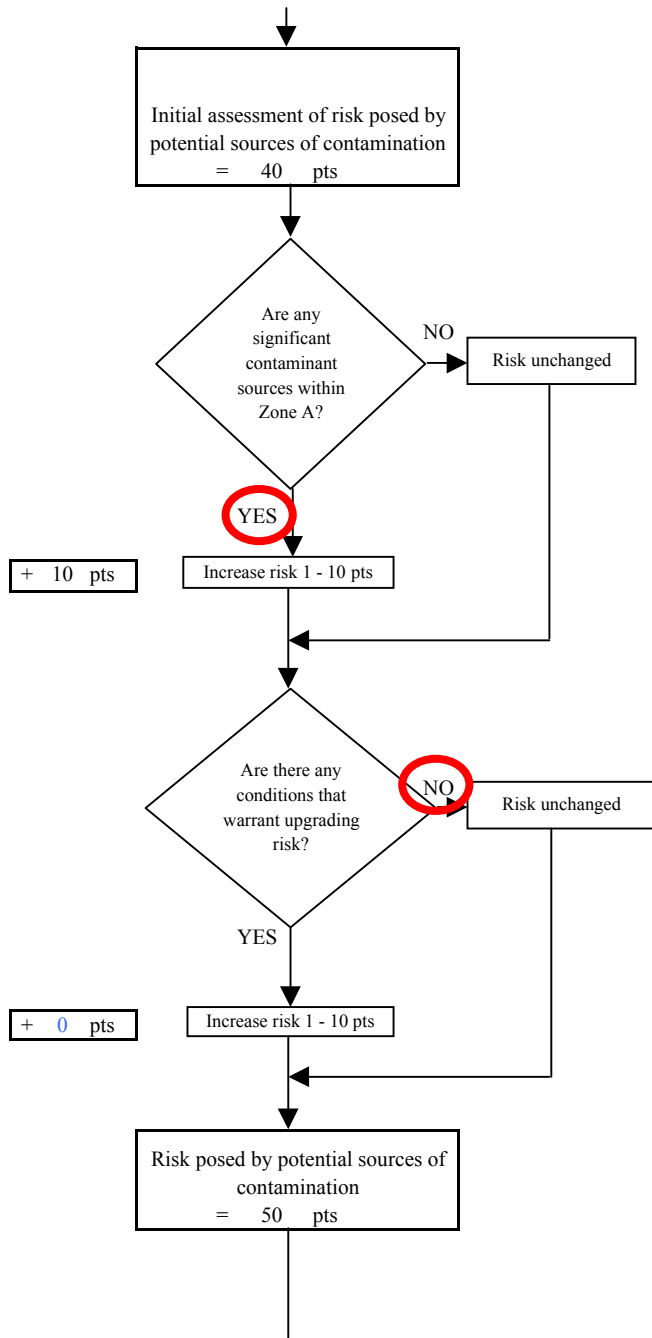 Initial assessment of risk posed by
potential sources of contamination
= 40 pts
Are any
significant
contaminant
sources within
Zone A?
NO
Risk unchanged
YES
+ 10 pts
Increase risk 1 - 10 pts
Are there any
conditions that
warrant upgrading
risk?
NO
Risk unchanged
YES
+ 0 pts
Increase risk 1 - 10 pts
Risk posed by potential sources of
contamination
= 50 pts